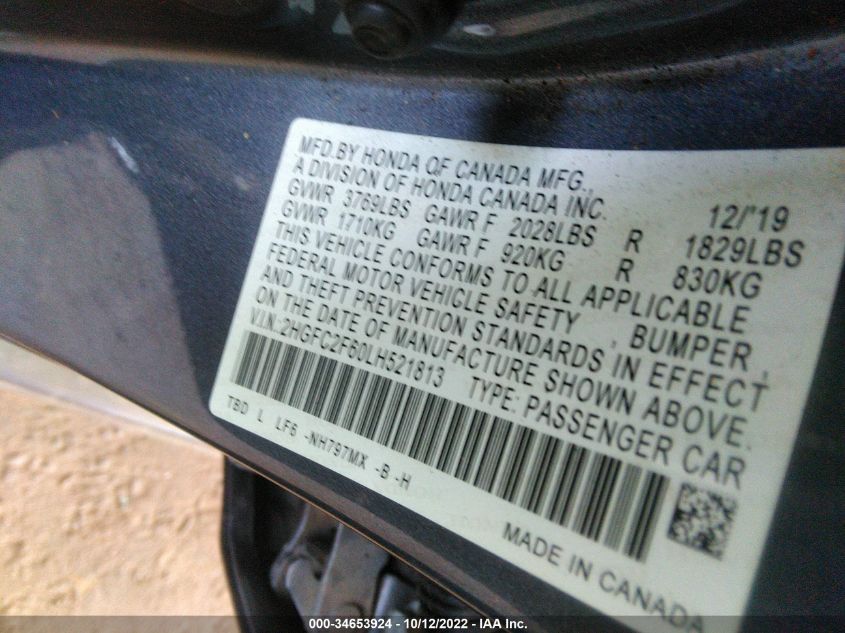 MFD.BY HONDA OF CANADA MFG.,
A DIVISION OF HONDA CANADA INC. 12/'19
GVWR 3769LBS GAWR F 2028LBS R 1829LBS
GVWR 1710KG GAWR F 920KG R 830KG
THIS VEHICLE CONFORMS TO ALL APPLICABLE
FEDERAL MOTOR VEHICLE SAFETY , BUMPER ,
AND THEFT PREVENTION STANDARDS IN EFFECT
ON THE DATE OF MANUFACTURE SHOWN ABOVE.
V.I.N.:2HGFC2F60LH521813 TYPE: PASSENGER CAR
TBD L LF6 -NH797MX -B -H
MADE IN CANADA
000-34653924 - 10/12/2022 - IAA Inc.